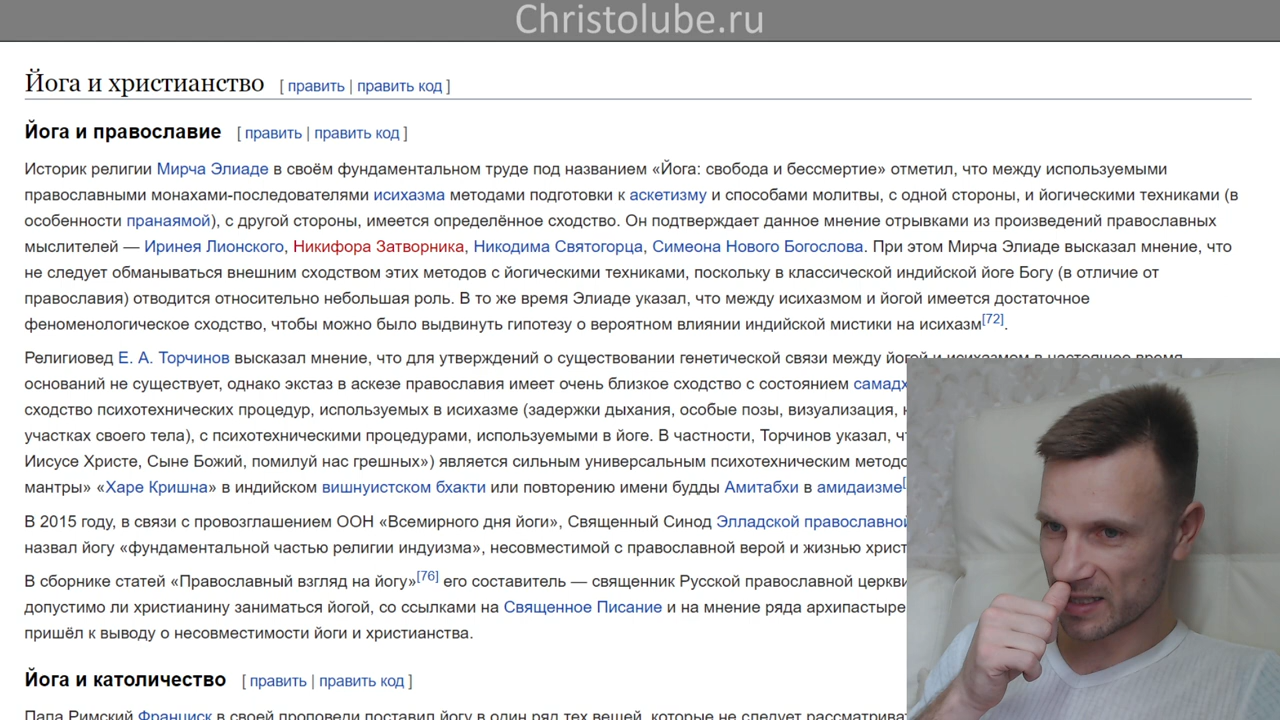 Christolube.ru
Йога и христианство [ править | править код ]
Йога и православие [ править | править код ]
Историк религии Мирча Элиаде в своём фундаментальном труде под названием «Йога: свобода и бессмертие» отметил, что между используемыми
православными монахами-последователями исихазма методами подготовки к аскетизму и способами молитвы, с одной стороны, и йогическими техниками (в
особенности пранаямой), с другой стороны, имеется определённое сходство. Он подтверждает данное мнение отрывками из произведений православных
мыслителей — Иринея Лионского, Никифора Затворника, Никодима Святогорца, Симеона Нового Богослова. При этом Мирча Элиаде высказал мнение, что
не следует обманываться внешним сходством этих методов с йогическими техниками, поскольку в классической индийской йоге Богу (в отличие от
православия) отводится относительно небольшая роль. В то же время Элиаде указал, что между исихазмом и йогой имеется достаточное
феноменологическое сходство, чтобы можно было выдвинуть гипотезу о вероятном влиянии индийской мистики на исихазм[72].
Религиовед Е. А. Торчинов высказал мнение, что для утверждений о существовании генетической связи между йогой и исихазмом в настоящее время
оснований не существует, однако экстаз в аскезе православия имеет очень близкое сходство с состоянием самадх
сходство психотехнических процедур, используемых в исихазме (задержки дыхания, особые позы, визуализация,
участках своего тела), с психотехническими процедурами, используемыми в йоге. В частности, Торчинов указал,
Иисусе Христе, Сыне Божий, помилуй нас грешных») является сильным универсальным психотехническим методо
мантры» «Харе Кришна» в индийском вишнуистском бхакти или повторению имени будды Амитабхи в амидаизме[
В 2015 году, в связи с провозглашением ООН «Всемирного дня йоги», Священный Синод Элладской православной
назвал йогу «фундаментальной частью религии индуизма», несовместимой с православной верой и жизнью христ
В сборнике статей «Православный взгляд на йогу»[76] его составитель — священник Русской православной церкви
допустимо ли христианину заниматься йогой, со ссылками на Священное Писание и на мнение ряда архипастыре
пришёл к выводу о несовместимости йоги и христианства.
Йога и католичество [ править | править код ]
Папа Римский Франциск в своей проповеди поставил йогу в один ряд тех вещей, которые не следует рассматрива